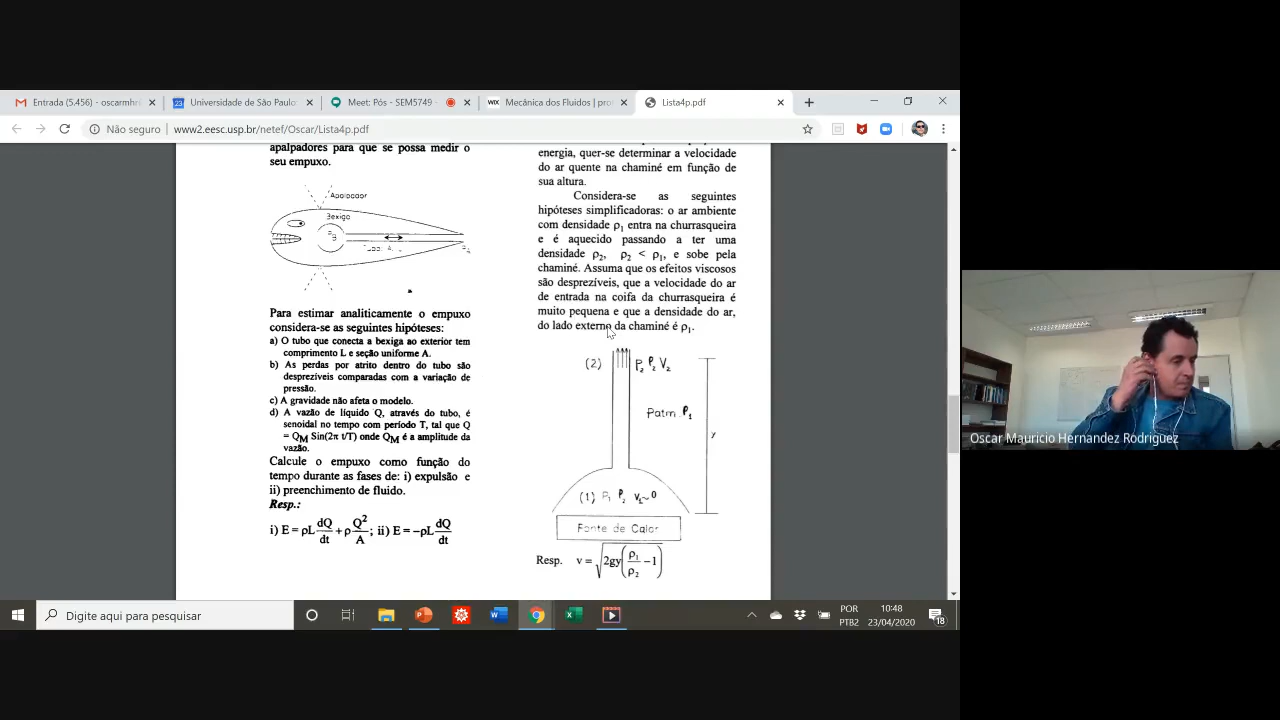 Entrada (5.456) - oscarmhr
Universidade de São Paulo
Meet: Pós - SEM5749 -
WIX Mecânica dos Fluidos | pro
Lista4p.pdf
Não seguro
www2.eesc.usp.br/netef/Oscar/Lista4p.pdf
apalpadores para que se possa medir o
seu empuxo.
Apalpador
Bexiga
Para estimar analiticamente o empuxo
considera-se as seguintes hipóteses:
a) O tubo que conecta a bexiga ao exterior tem
comprimento L e seção uniforme A.
b) As perdas por atrito dentro do tubo são
desprezíveis comparadas com a variação de
pressão.
c) A gravidade não afeta o modelo.
d) A vazão de líquido Q, através do tubo, é
senoidal no tempo com período T, tal que Q
= QM Sin(2π t/T) onde QM é a amplitude da
vazão.
Calcule o empuxo como função do
tempo durante as fases de: i) expulsão e
ii) preenchimento de fluido.
Resp.:
i) E = ρL dQ/dt + ρ Q²/A ; ii) E = -ρL dQ/dt
energia, quer-se determinar a velocidade
do ar quente na chaminé em função de
sua altura.
Considera-se as seguintes
hipóteses simplificadoras: o ar ambiente
com densidade ρ1 entra na churrasqueira
e é aquecido passando a ter uma
densidade ρ2, ρ2 < ρ1, e sobe pela
chaminé. Assuma que os efeitos viscosos
são desprezíveis, que a velocidade do ar
de entrada na coifa da churrasqueira é
muito pequena e que a densidade do ar,
do lado externo da chaminé é ρ1.
(2) P2 ρ2 V2
Patm. ρ1
y
(1) P1 ρ2 V1~0
Fonte de Calor
Resp. v = √2gy(ρ1/ρ2 −1)
Oscar Mauricio Hernandez Rodriguez
Digite aqui para pesquisar
POR
PTB2
10:48
23/04/2020
18